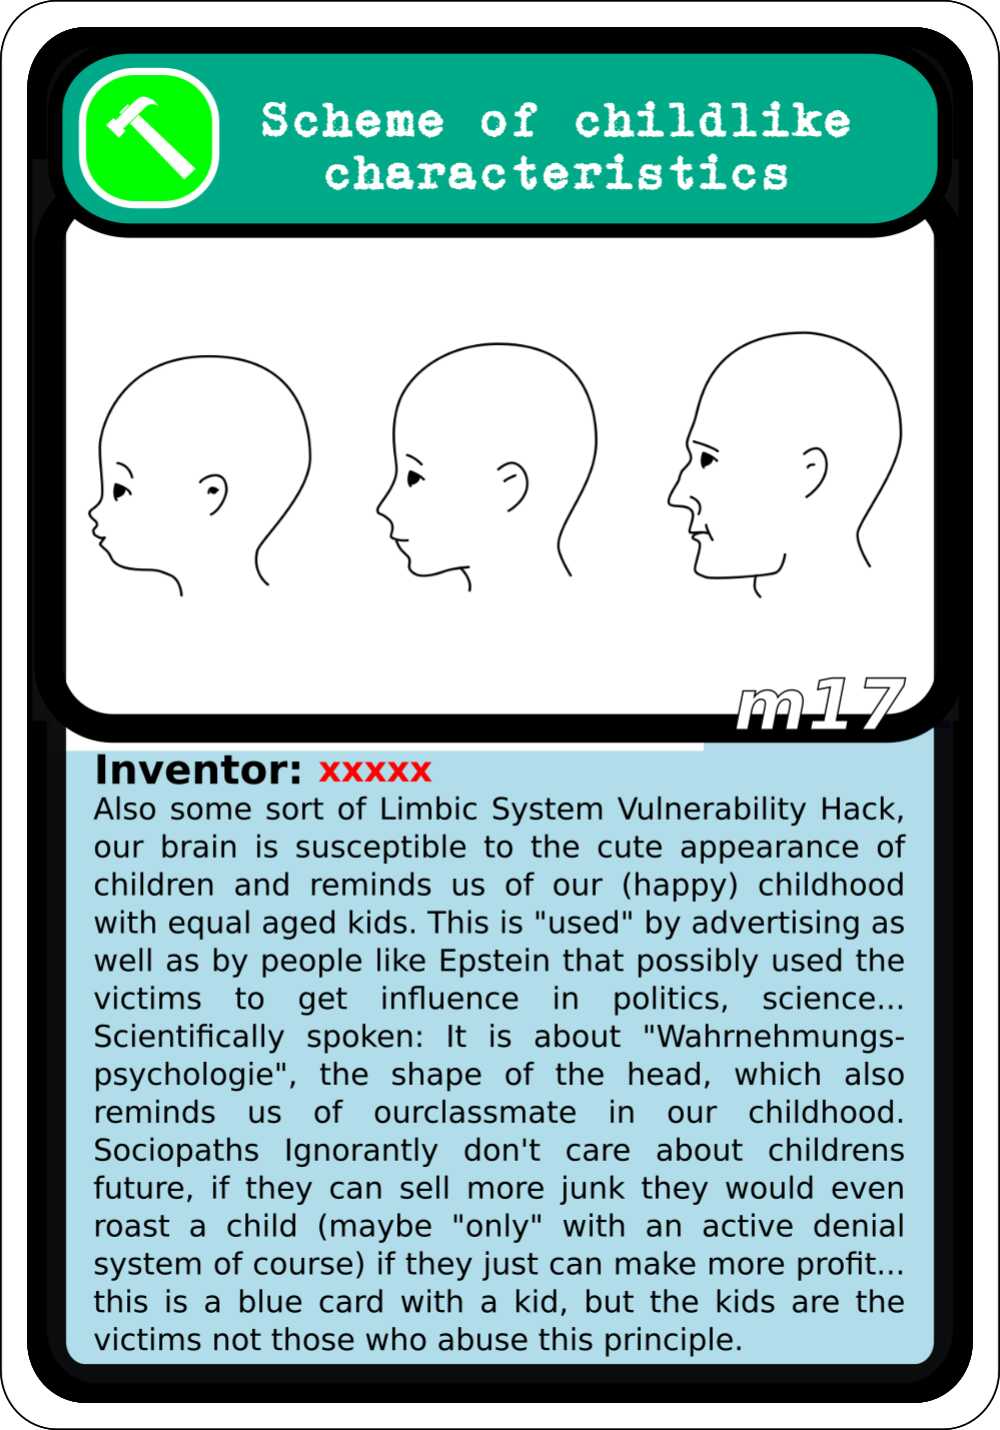 Scheme of childlike
characteristics
m17
Inventor: xxxxx
Also some sort of Limbic System Vulnerability Hack,
our brain is susceptible to the cute appearance of
children and reminds us of our (happy) childhood
with equal aged kids. This is "used" by advertising as
well as by people like Epstein that possibly used the
victims to get influence in politics, science...
Scientifically spoken: It is about "Wahrnehmungs-
psychologie", the shape of the head, which also
reminds us of ourclassmate in our childhood.
Sociopaths Ignorantly don't care about childrens
future, if they can sell more junk they would even
roast a child (maybe "only" with an active denial
system of course) if they just can make more profit...
this is a blue card with a kid, but the kids are the
victims not those who abuse this principle.